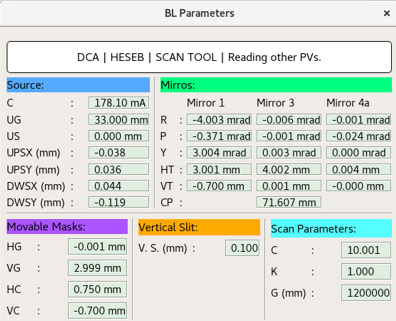 BL Parameters ×
DCA | HESEB | SCAN TOOL | Reading other PVs.
Source:
C : 178.10 mA
UG : 33.000 mm
US : 0.000 mm
UPSX (mm) : -0.038
UPSY (mm) : 0.036
DWSX (mm) : 0.044
DWSY (mm) : -0.119
Mirros:
Mirror 1 Mirror 3 Mirror 4a
R : -4.003 mrad -0.006 mrad -0.001 mrad
P : -0.371 mrad -0.001 mrad -0.024 mrad
Y : 3.004 mrad 0.003 mrad 0.000 mrad
HT : 3.001 mm 4.002 mm 0.004 mm
VT : -0.700 mm 0.001 mm -0.000 mm
CP : 71.607 mm
Movable Masks:
HG : -0.001 mm
VG : 2.999 mm
HC : 0.750 mm
VC : -0.700 mm
Vertical Slit:
V. S. (mm) : 0.100
Scan Parameters:
C : 10.001
K : 1.000
G (mm) : 1200000